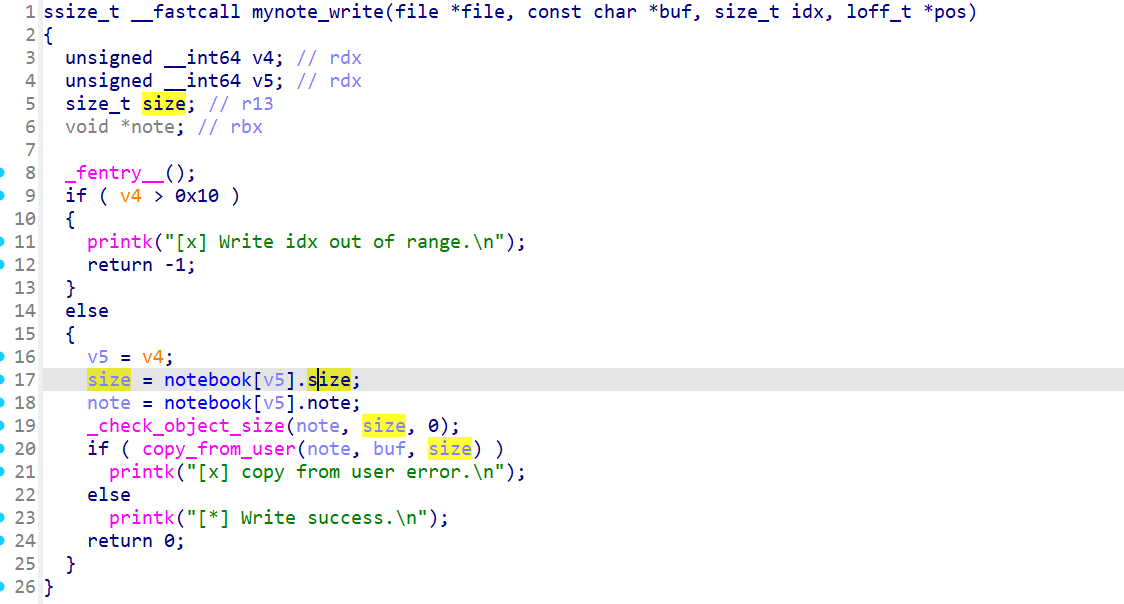 1 ssize_t __fastcall mynote_write(file *file, const char *buf, size_t idx, loff_t *pos)
2 {
3   unsigned __int64 v4; // rdx
4   unsigned __int64 v5; // rdx
5   size_t size; // r13
6   void *note; // rbx
7
8   _fentry__();
9   if ( v4 > 0x10 )
10   {
11     printk("[x] Write idx out of range.\n");
12     return -1;
13   }
14   else
15   {
16     v5 = v4;
17     size = notebook[v5].size;
18     note = notebook[v5].note;
19     _check_object_size(note, size, 0);
20     if ( copy_from_user(note, buf, size) )
21       printk("[x] copy from user error.\n");
22     else
23       printk("[*] Write success.\n");
24     return 0;
25   }
26 }